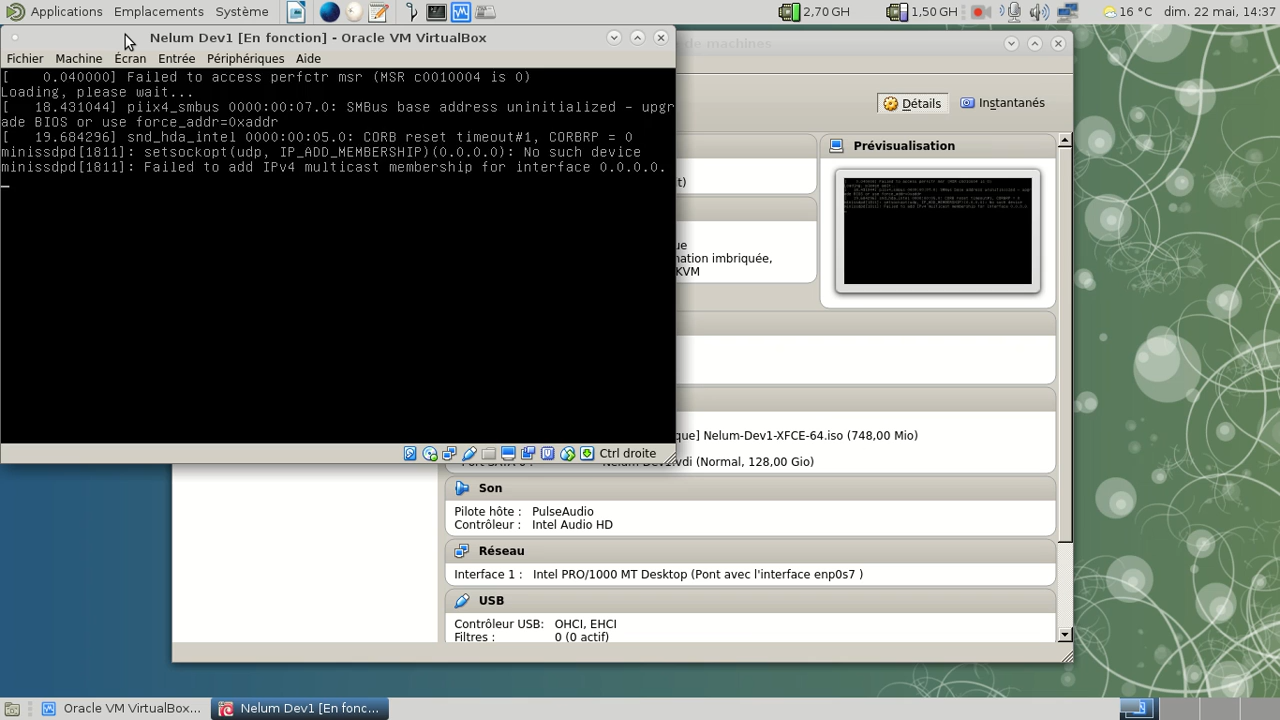 Applications Emplacements Système
2,70 GH 1,50 GH 16 °C dim. 22 mai, 14:37
Nelum Dev1 [En fonction] - Oracle VM VirtualBox
de machines
Fichier Machine Écran Entrée Périphériques Aide
[    0.040000] Failed to access perfctr msr (MSR c0010004 is 0)
Loading, please wait...
[   18.431044] piix4_smbus 0000:00:07.0: SMBus base address uninitialized - upgr
ade BIOS or use force_addr=0xaddr
[   19.684296] snd_hda_intel 0000:00:05.0: CORB reset timeout#1, CORBRP = 0
minissdpd[1811]: setsockopt(udp, IP_ADD_MEMBERSHIP)(0.0.0.0): No such device
minissdpd[1811]: Failed to add IPv4 multicast membership for interface 0.0.0.0.
Ctrl droite
Détails Instantanés
Prévisualisation
t)
ue
nation imbriquée,
KVM
que] Nelum-Dev1-XFCE-64.iso (748,00 Mio)
Port SATA 0 : Nelum Dev1.vdi (Normal, 128,00 Gio)
Son
Pilote hôte : PulseAudio
Contrôleur : Intel Audio HD
Réseau
Interface 1 : Intel PRO/1000 MT Desktop (Pont avec l'interface enp0s7 )
USB
Contrôleur USB: OHCI, EHCI
Filtres : 0 (0 actif)
Oracle VM VirtualBox... Nelum Dev1 [En fonc...